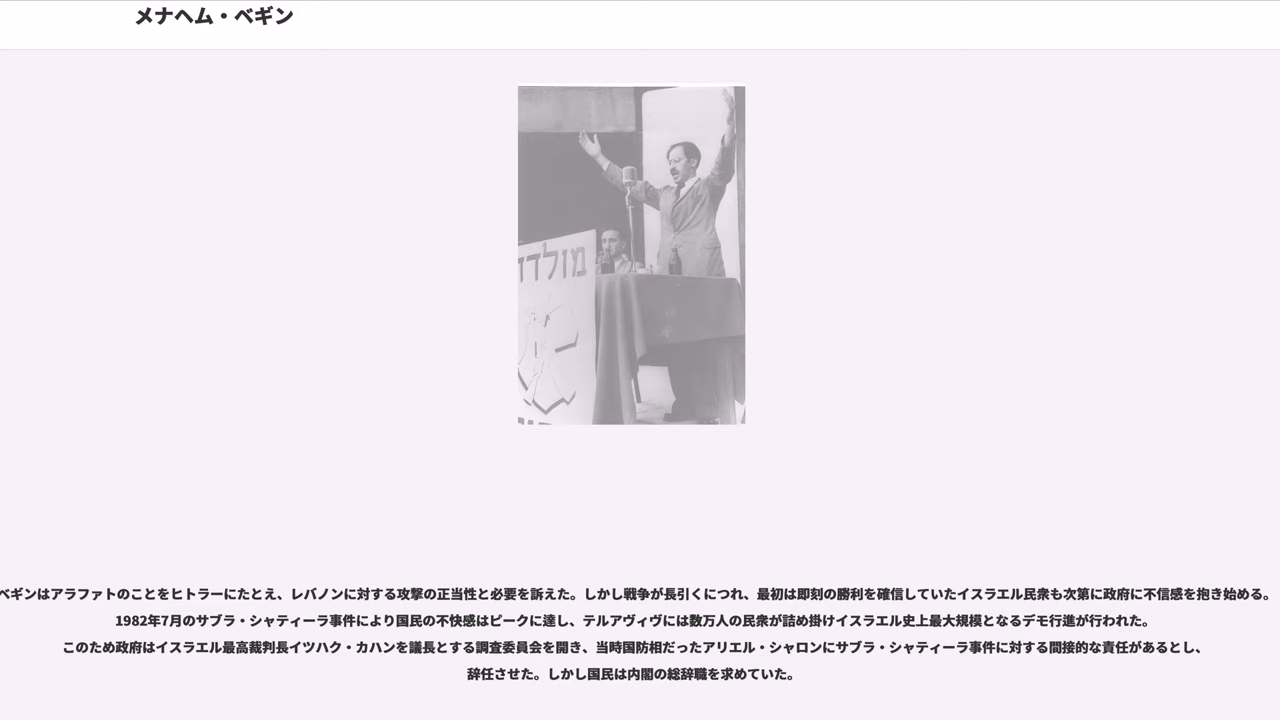 メナヘム・ベギン
מולדת
ベギンはアラファトのことをヒトラーにたとえ、レバノンに対する攻撃の正当性と必要を訴えた。しかし戦争が長引くにつれ、最初は即刻の勝利を確信していたイスラエル民衆も次第に政府に不信感を抱き始める。
1982年7月のサブラ・シャティーラ事件により国民の不快感はピークに達し、テルアヴィヴには数万人の民衆が詰め掛けイスラエル史上最大規模となるデモ行進が行われた。
このため政府はイスラエル最高裁判長イツハク・カハンを議長とする調査委員会を開き、当時国防相だったアリエル・シャロンにサブラ・シャティーラ事件に対する間接的な責任があるとし、
辞任させた。しかし国民は内閣の総辞職を求めていた。